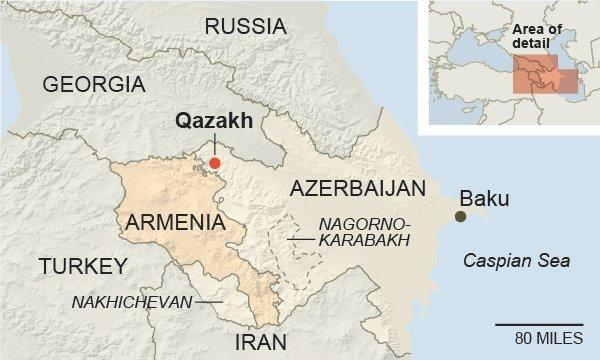 RUSSIA
Area of
detail
GEORGIA
Qazakh
AZERBAIJAN
Baku
ARMENIA
NAGORNO-
KARABAKH
Caspian Sea
TURKEY
NAKHICHEVAN
IRAN
80 MILES